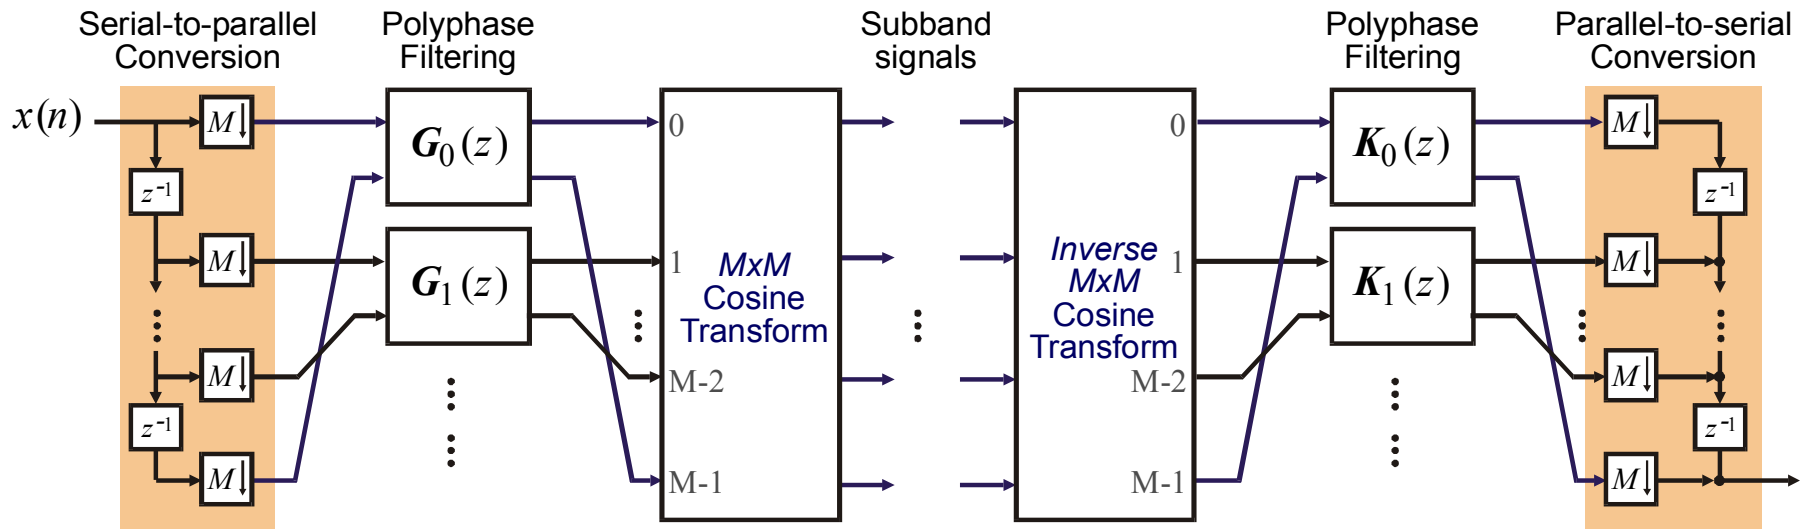 Serial-to-parallel
Conversion
Polyphase
Filtering
Subband
signals
Polyphase
Filtering
Parallel-to-serial
Conversion
x(n)
M↓
z⁻¹
M↓
M↓
z⁻¹
M↓
G₀(z)
G₁(z)
0
1
M-2
M-1
MxM
Cosine
Transform
Inverse
MxM
Cosine
Transform
0
1
M-2
M-1
K₀(z)
K₁(z)
M↓
z⁻¹
M↓
M↓
z⁻¹
M↓